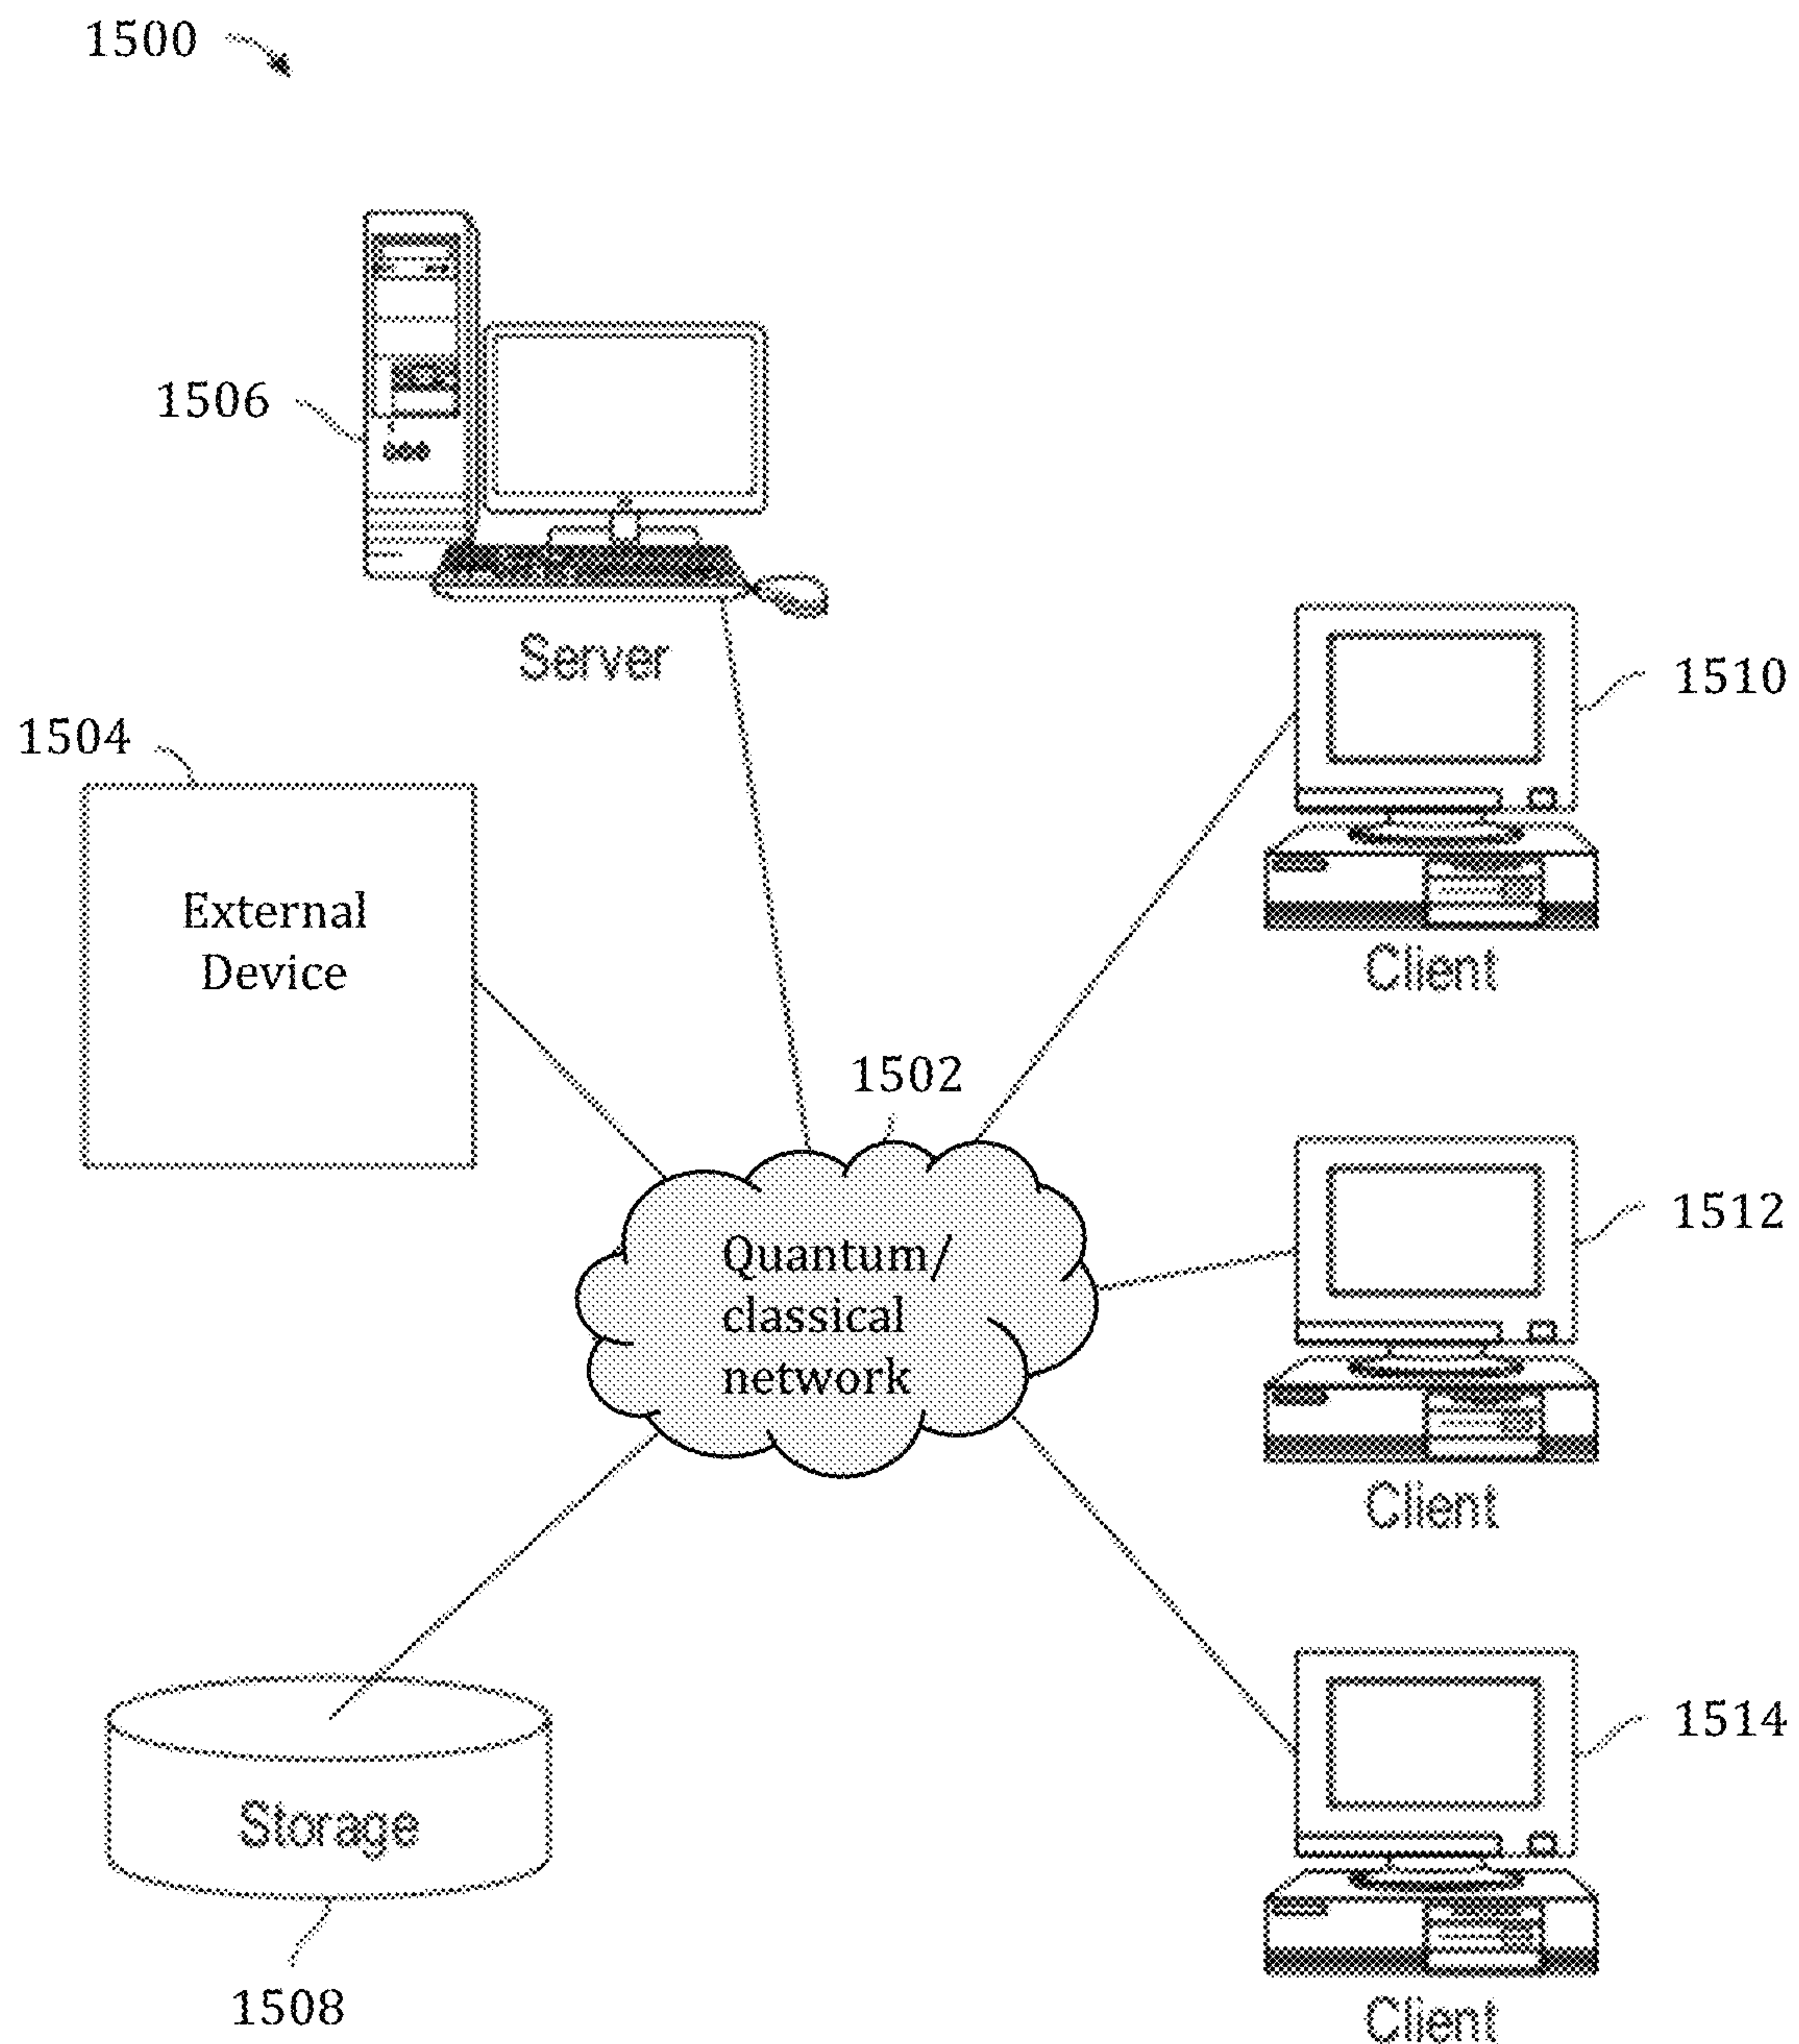 1500
1506
Server
1510
1504
External
Device
Client
1502
1512
Quantum/
classical
network
Client
1514
Storage
1508
Client